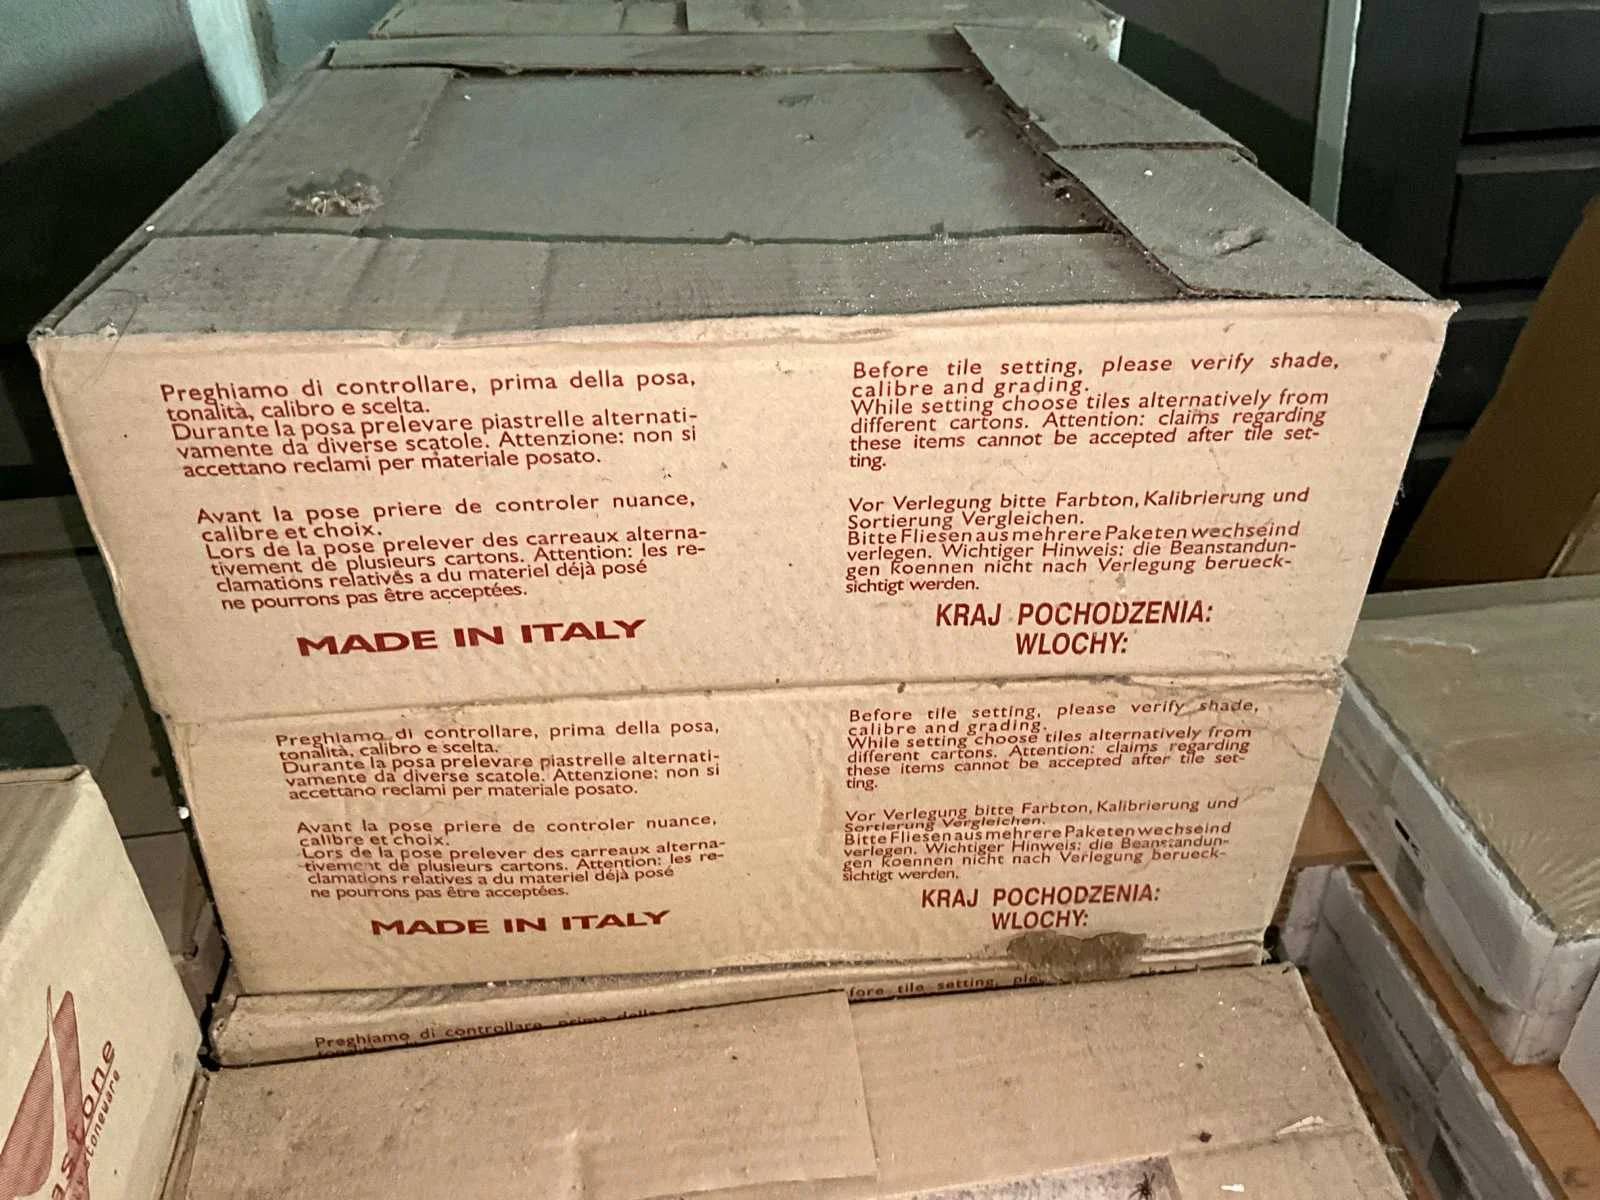 Preghiamo di controllare, prima della posa,
tonalità, calibro e scelta.
Durante la posa prelevare piastrelle alternati-
vamente da diverse scatole. Attenzione: non si
accettano reclami per materiale posato.
Avant la pose priere de controler nuance,
calibre et choix.
Lors de la pose prelever des carreaux alterna-
tivement de plusieurs cartons. Attention: les re-
clamations relatives a du materiel déjà posé
ne pourrons pas être acceptées.
MADE IN ITALY
Before tile setting, please verify shade,
calibre and grading.
While setting choose tiles alternatively from
different cartons. Attention: claims regarding
these items cannot be accepted after tile set-
ting.
Vor Verlegung bitte Farbton, Kalibrierung und
Sortierung Vergleichen.
Bitte Fliesen aus mehrere Paketen wechseind
verlegen. Wichtiger Hinweis: die Beanstandun-
gen koennen nicht nach Verlegung berueck-
sichtigt werden.
KRAJ POCHODZENIA:
WLOCHY:
Preghiamo di controllare, prima della posa,
tonalità, calibro e scelta.
Durante la posa prelevare piastrelle alternati-
vamente da diverse scatole. Attenzione: non si
accettano reclami per materiale posato.
Avant la pose priere de controler nuance,
calibre et choix.
Lors de la pose prelever des carreaux alterna-
tivement de plusieurs cartons. Attention: les re-
clamations relatives a du materiel déjà posé
ne pourrons pas être acceptées.
MADE IN ITALY
Before tile setting, please verify shade,
calibre and grading.
While setting choose tiles alternatively from
different cartons. Attention: claims regarding
these items cannot be accepted after tile set-
ting.
Vor Verlegung bitte Farbton, Kalibrierung und
Sortierung Vergleichen.
Bitte Fliesen aus mehrere Paketen wechseind
verlegen. Wichtiger Hinweis: die Beanstandun-
gen koennen nicht nach Verlegung berueck-
sichtigt werden.
KRAJ POCHODZENIA:
WLOCHY:
Preghiamo di controllare, prima della
fore tile setting,
stoneware